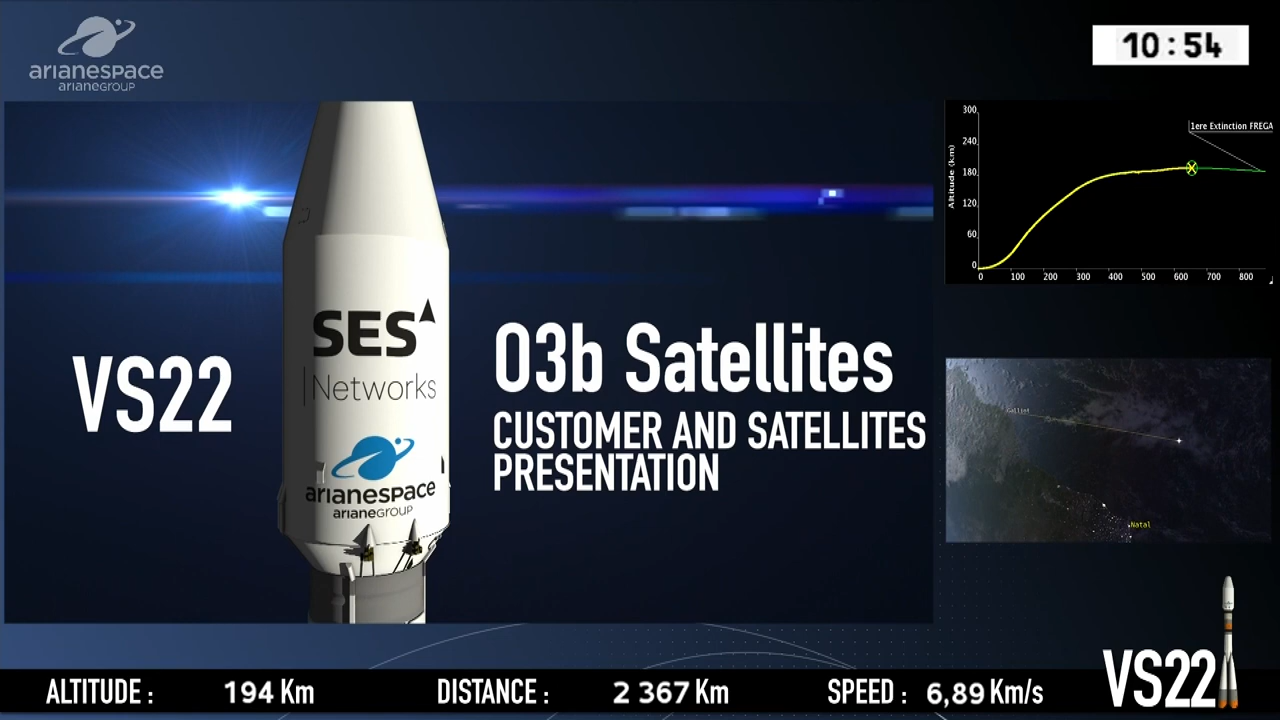 arianespace
arianeGROUP
10:54
300
240
180
120
60
0
Altitude (km)
1ere Extinction FREGA
0 100 200 300 400 500 600 700 800
SES
Networks
arianespace
arianeGROUP
VS22
O3b Satellites
CUSTOMER AND SATELLITES
PRESENTATION
Galliot
Natal
VS22
ALTITUDE : 194 Km DISTANCE : 2 367 Km SPEED : 6,89 Km/s